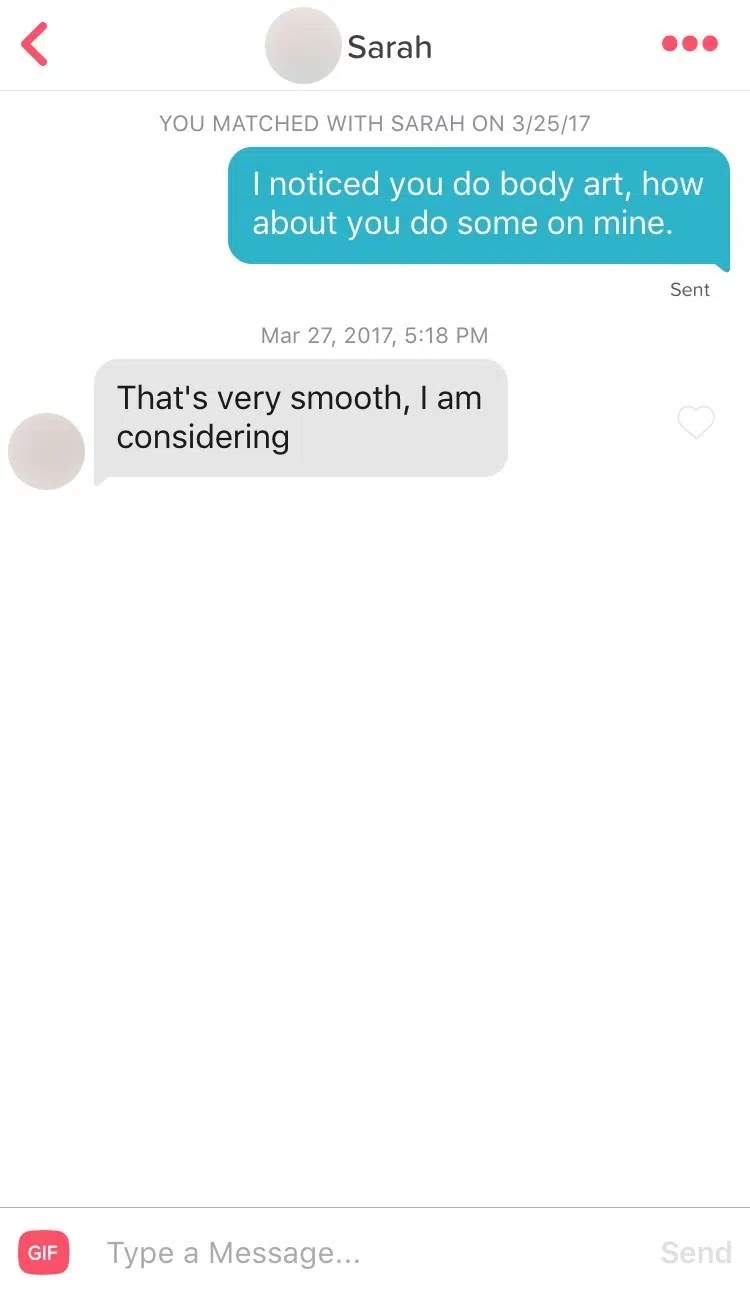 Sarah
YOU MATCHED WITH SARAH ON 3/25/17
I noticed you do body art, how
about you do some on mine.
Sent
Mar 27, 2017, 5:18 PM
That's very smooth, I am
considering
GIF
Type a Message...
Send